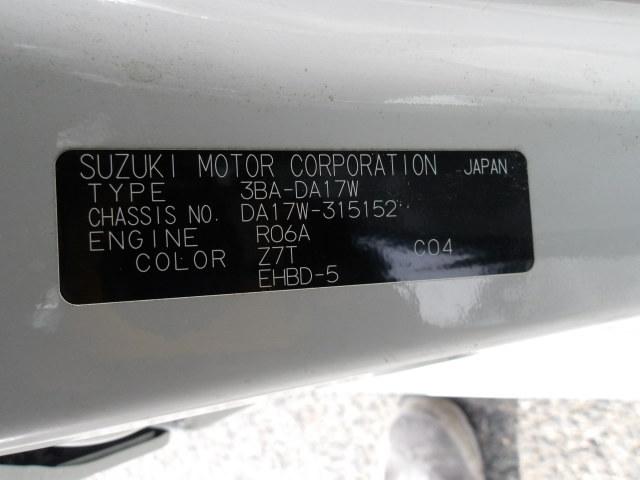 SUZUKI MOTOR CORPORATION JAPAN
TYPE 3BA-DA17W
CHASSIS NO. DA17W-315152
ENGINE R06A
COLOR Z7T C04
EHBD-5